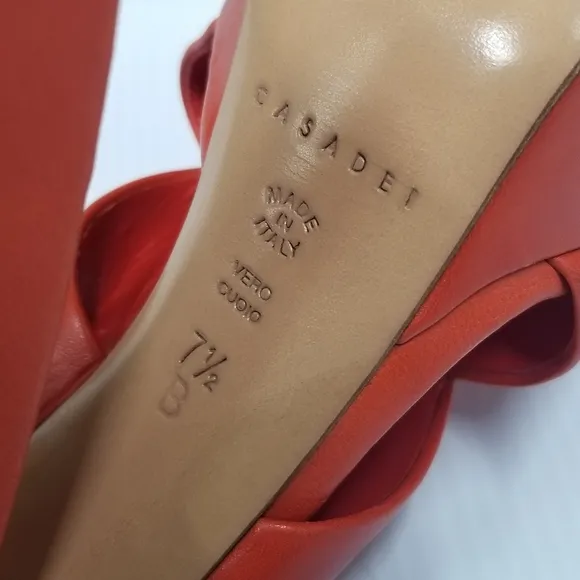 CASADEI
MADE
IN
ITALY
VERO
CUOIO
7½
B